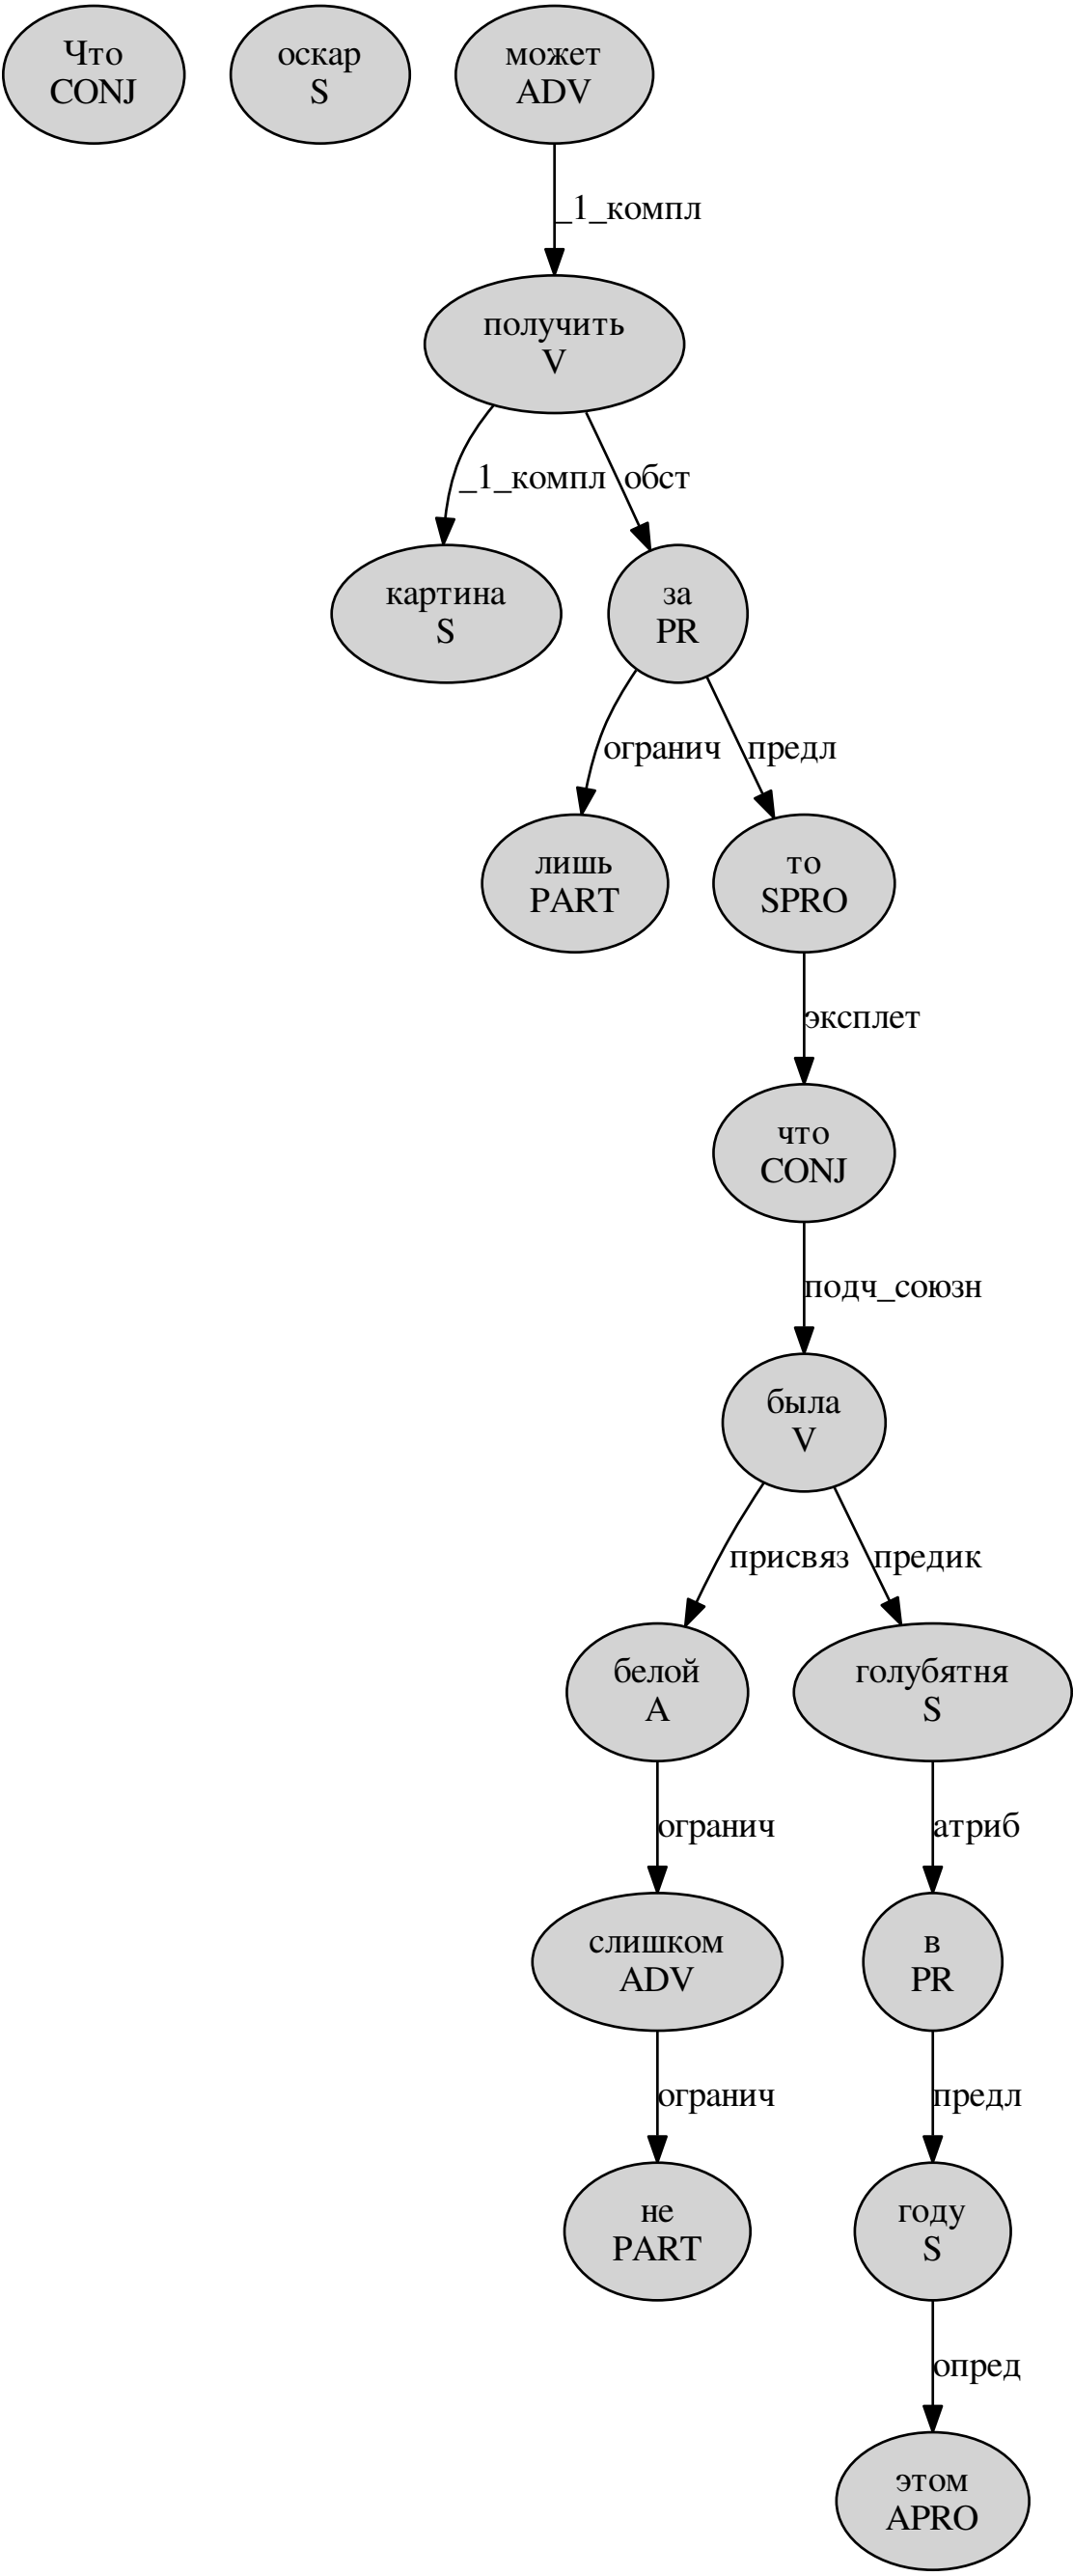 Что
CONJ
оскар
S
может
ADV
_1_компл
получить
V
_1_компл
обст
картина
S
за
PR
огранич
предл
лишь
PART
то
SPRO
эксплет
что
CONJ
подч_союзн
была
V
присвяз
предик
белой
A
голубятня
S
огранич
атриб
слишком
ADV
в
PR
огранич
предл
не
PART
году
S
опред
этом
APRO